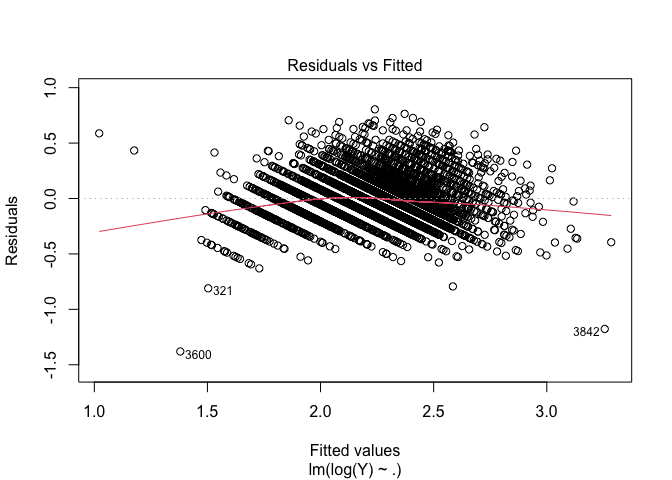 Residuals vs Fitted
Residuals
1.0
0.5
0.0
-0.5
-1.0
-1.5
321
3600
3842
1.0 1.5 2.0 2.5 3.0
Fitted values
lm(log(Y) ~ .)